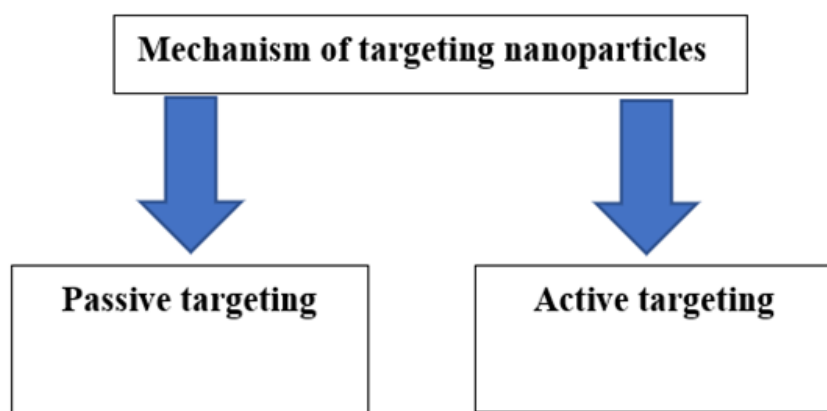 Mechanism of targeting nanoparticles
Passive targeting
Active targeting